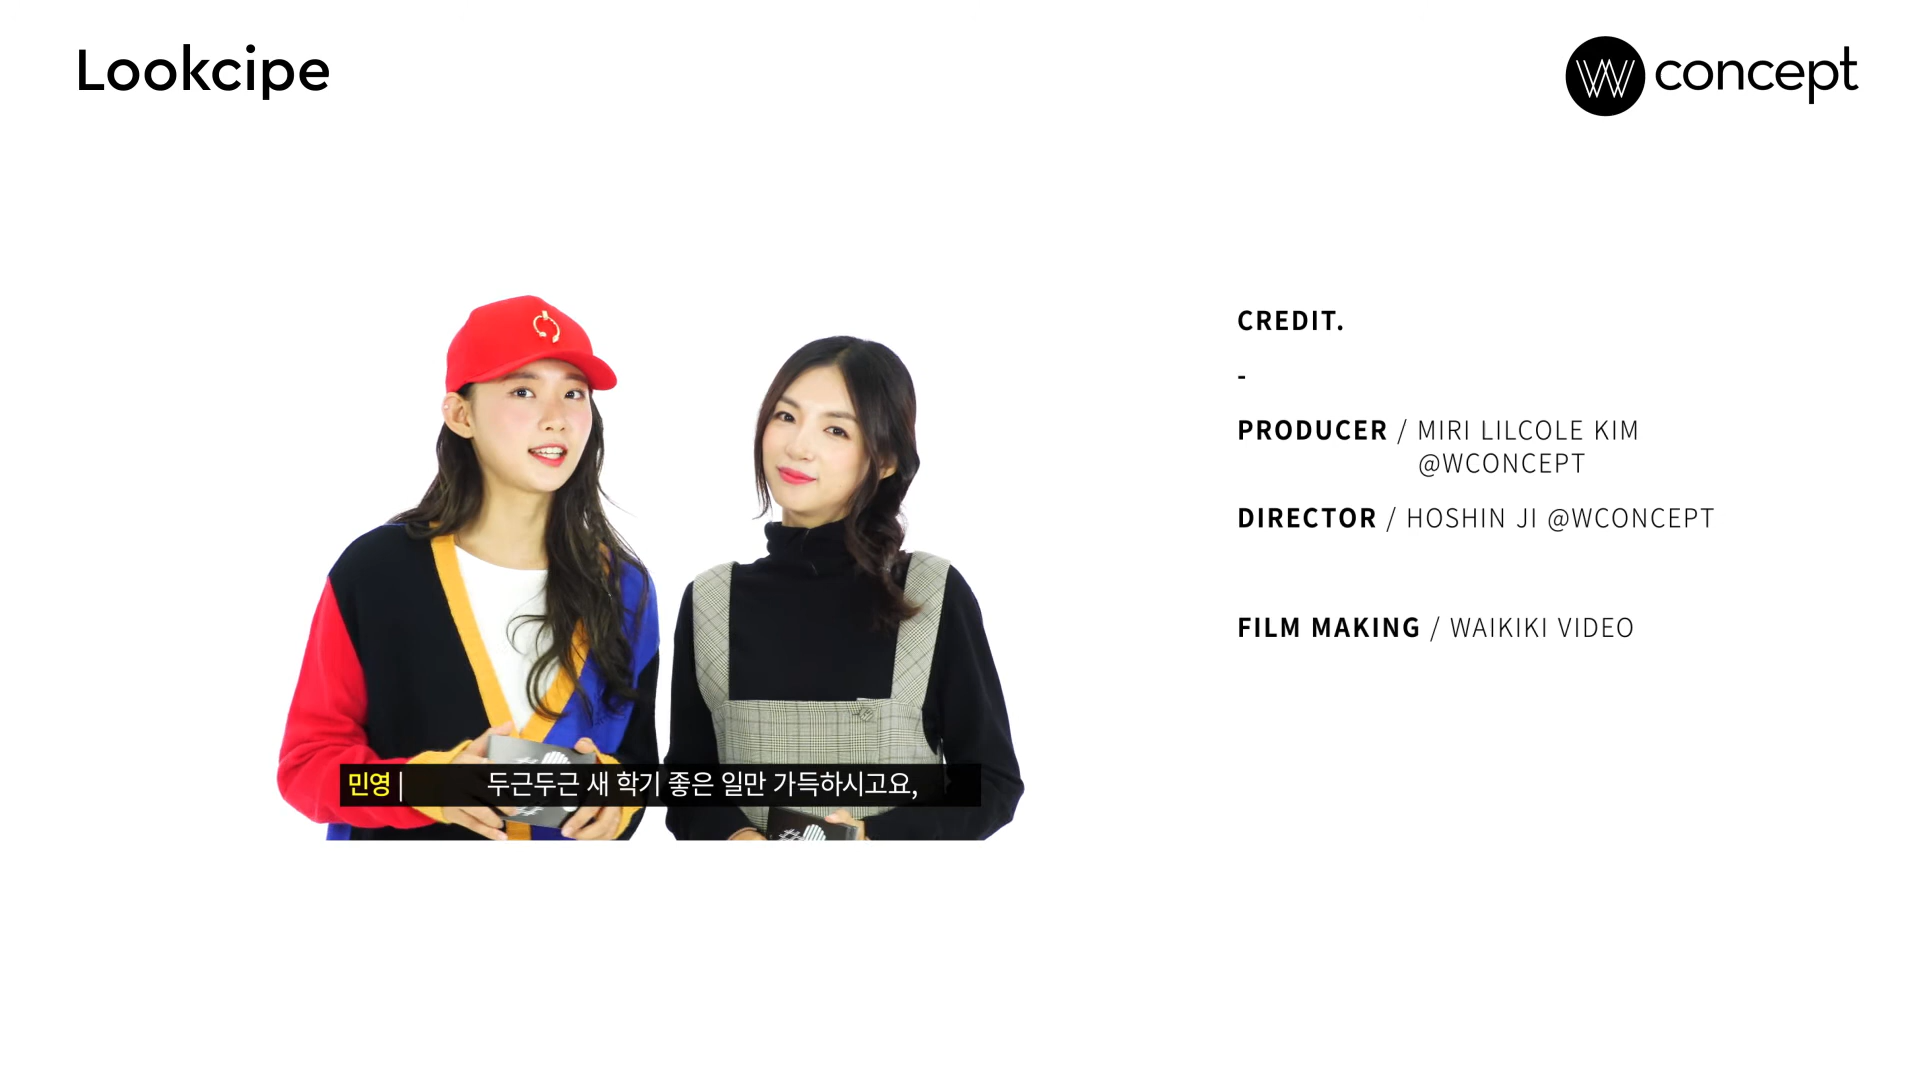 Lookcipe
W concept
CREDIT.
-
PRODUCER / MIRI LILCOLE KIM
@WCONCEPT
DIRECTOR / HOSHIN JI @WCONCEPT
FILM MAKING / WAIKIKI VIDEO
민영 | 두근두근 새 학기 좋은 일만 가득하시고요,